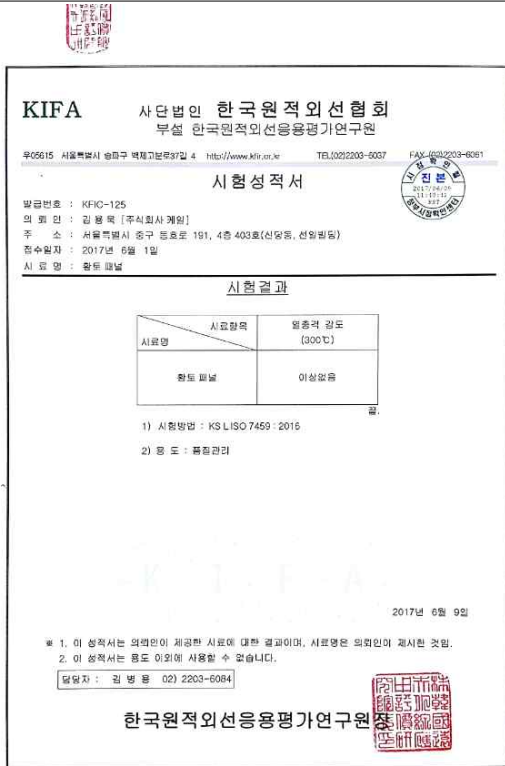 KIFA
사단법인 한국원적외선협회
부설 한국원적외선응용평가연구원
우05615 서울특별시 송파구 백제고분로37길 4 http://www.kfir.or.kr TEL(02)2203-6037 FAX (02)2203-6061
시험성적서
진본
발급번호 : KFIC-125
의 뢰 인 : 김용욱 [주식회사 케임]
주 소 : 서울특별시 중구 동호로 191, 4층 403호(신당동, 선일빌딩)
접수일자 : 2017년 6월 1일
시 료 명 : 황토 패널
시험결과
시료항목
시료명
열충격 강도
(300℃)
황토 패널 이상없음
끝.
1) 시험방법 : KS L ISO 7459 : 2016
2) 용 도 : 품질관리
KIFA
2017년 6월 9일
※ 1. 이 성적서는 의뢰인이 제공한 시료에 대한 결과이며, 시료명은 의뢰인이 제시한 것임.
2. 이 성적서는 용도 이외에 사용할 수 없습니다.
담당자 : 김 병 용 02) 2203-6084
한국원적외선응용평가연구원장